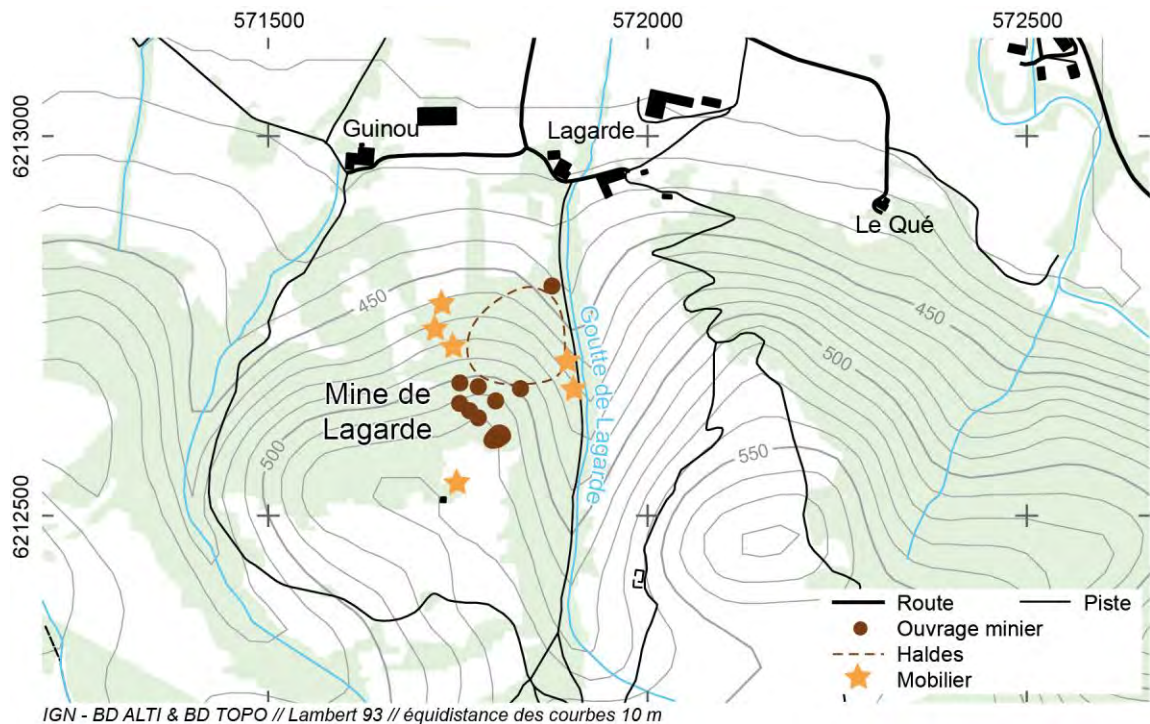 571500
572000
572500
6213000
Guinou
Lagarde
Le Qué
450
450
500
Goutte de Lagarde
Mine de
Lagarde
500
550
6212500
Route
Piste
Ouvrage minier
Haldes
Mobilier
IGN - BD ALTI & BD TOPO // Lambert 93 // équidistance des courbes 10 m